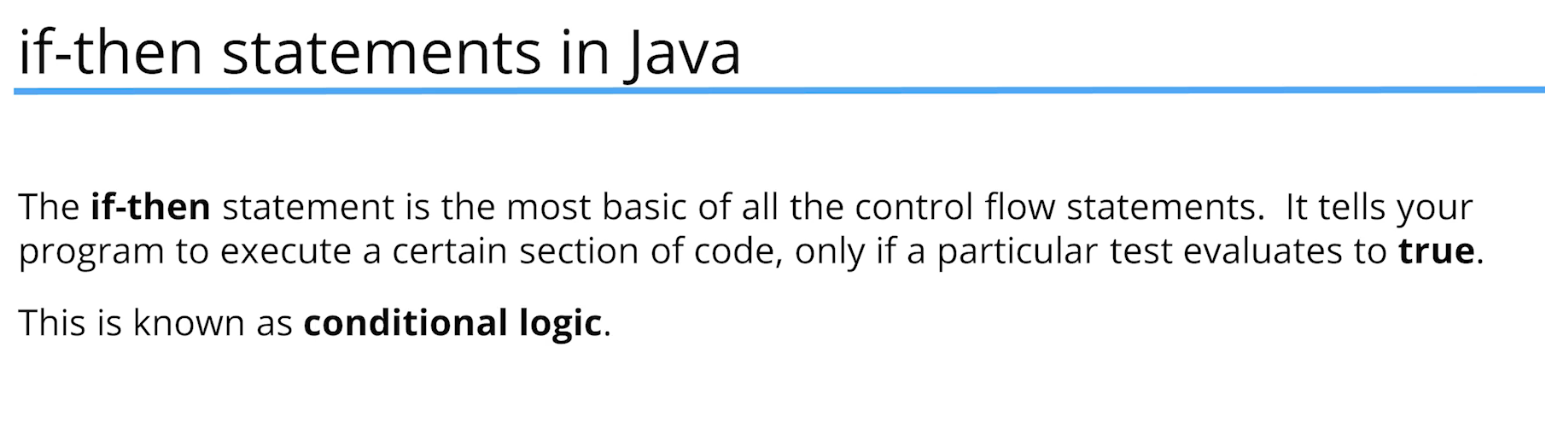 if-then statements in Java
The if-then statement is the most basic of all the control flow statements.  It tells your
program to execute a certain section of code, only if a particular test evaluates to true.
This is known as conditional logic.